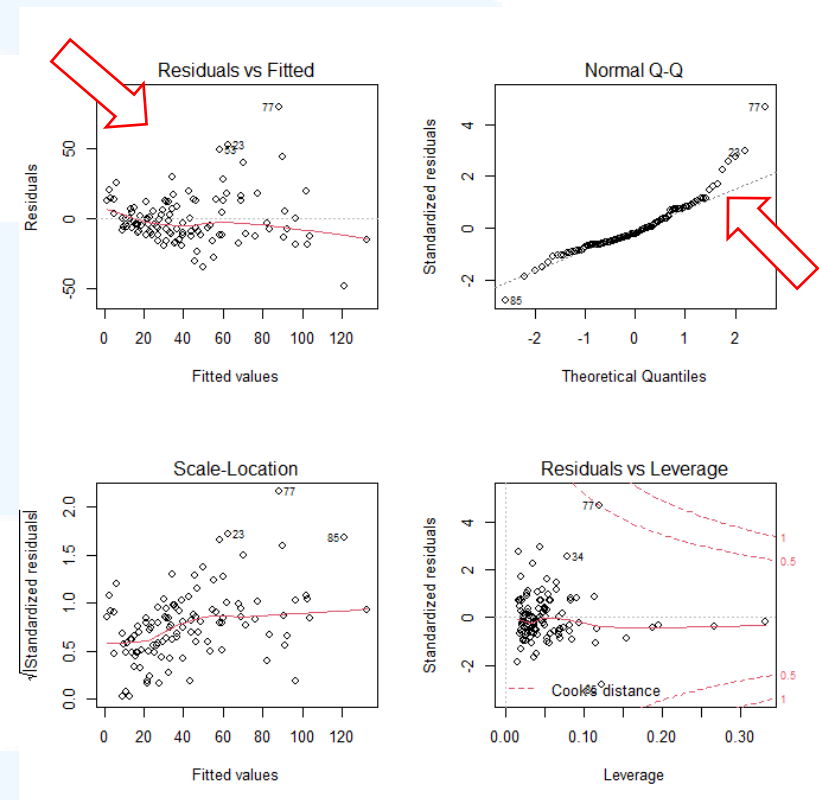 Residuals vs Fitted
Residuals
50
0
-50
77
53
23
0 20 40 60 80 100 120
Fitted values
Normal Q-Q
Standardized residuals
4
2
0
-2
77
23
85
-2 -1 0 1 2
Theoretical Quantiles
Scale-Location
√|Standardized residuals|
2.0
1.5
1.0
0.5
0.0
77
23
85
0 20 40 60 80 100 120
Fitted values
Residuals vs Leverage
Standardized residuals
4
2
0
-2
77
34
85
1
0.5
0.5
1
Cook's distance
0.00 0.10 0.20 0.30
Leverage